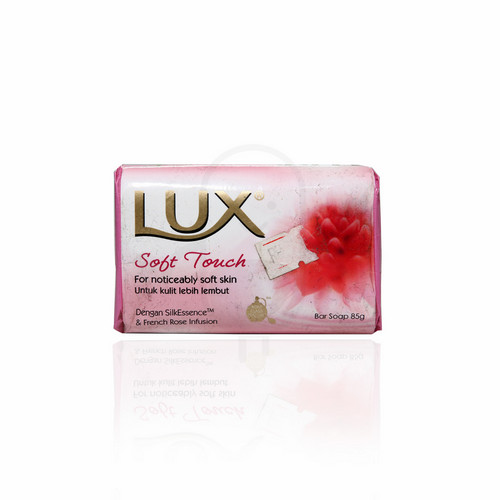 LUX®
Soft Touch
For noticeably soft skin
Untuk kulit lebih lembut
Dengan SilkEssence™
& French Rose Infusion
Bar Soap 85g